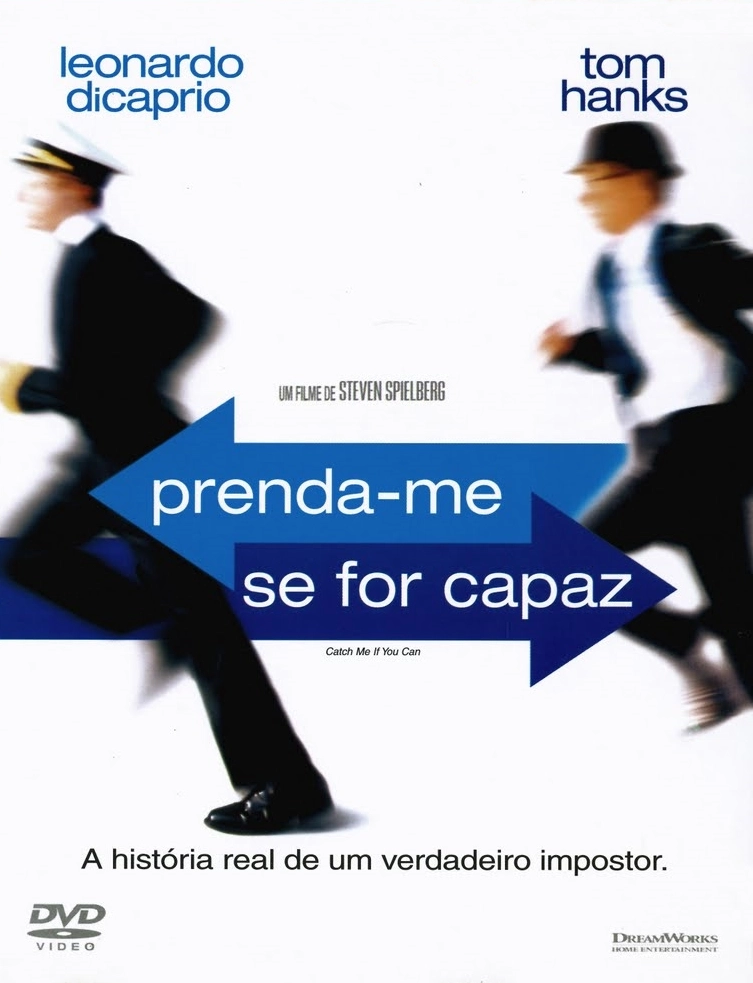 leonardo
dicaprio
tom
hanks
UM FILME DE STEVEN SPIELBERG
prenda-me
se for capaz
Catch Me If You Can
A história real de um verdadeiro impostor.
DVD
VIDEO
DREAMWORKS
HOME ENTERTAINMENT